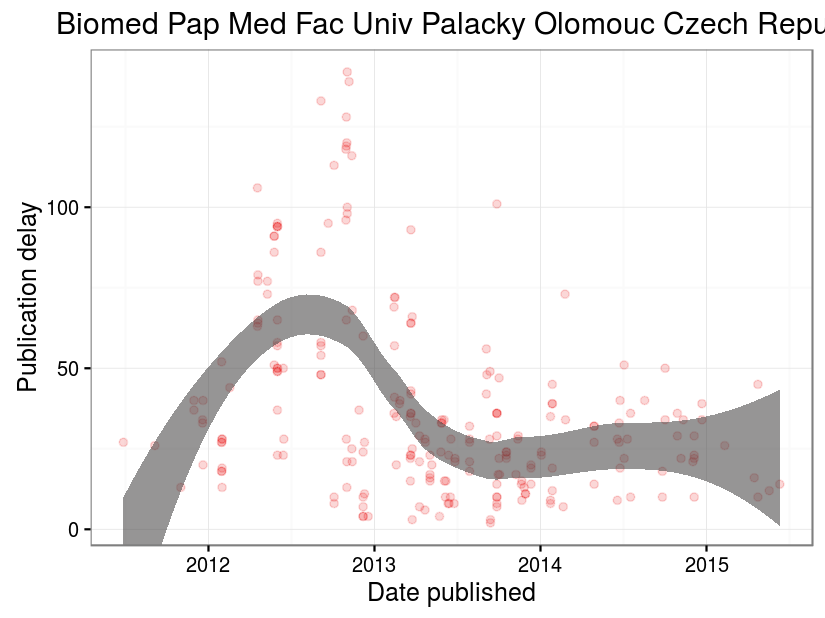 Biomed Pap Med Fac Univ Palacky Olomouc Czech Repu
Publication delay
100
50
0
2012 2013 2014 2015
Date published